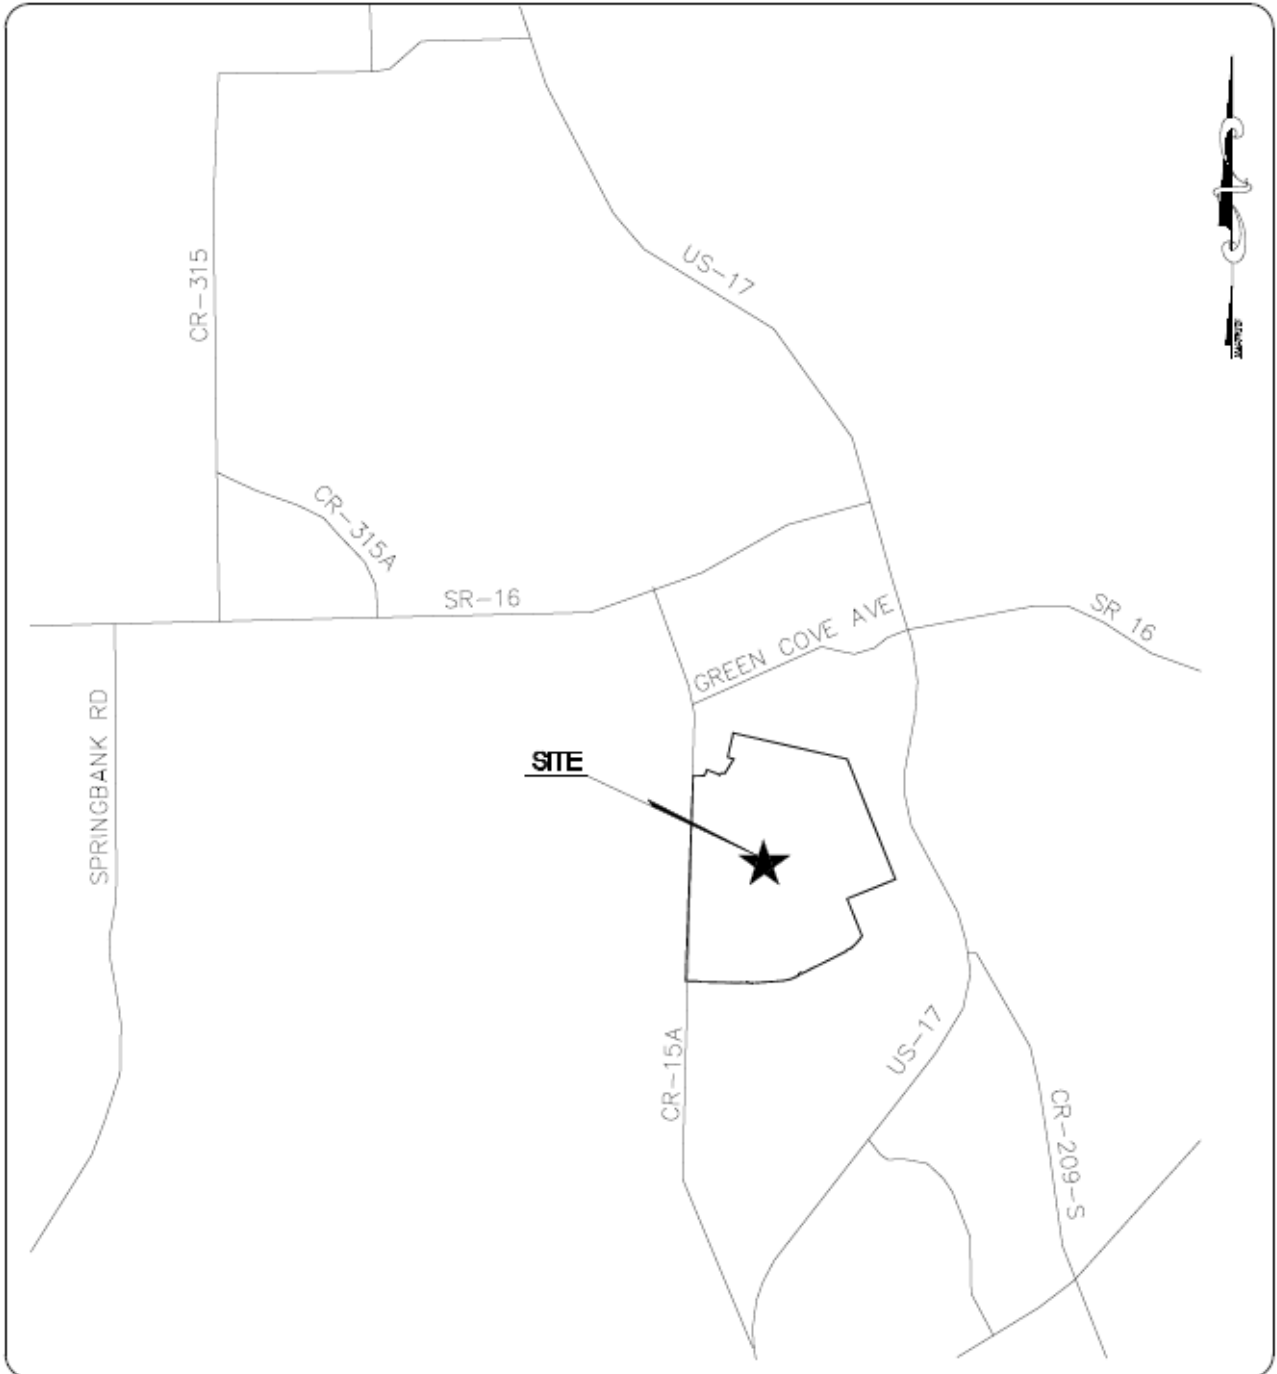 US-17
CR-315
CR-315A
SR-16
GREEN COVE AVE
SR 16
SPRINGBANK RD
SITE
US-17
CR-15A
CR-209-S